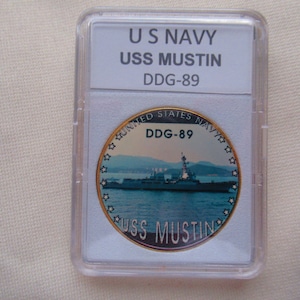 U S NAVY
USS MUSTIN
DDG-89
UNITED STATES NAVY
DDG-89
USS MUSTIN